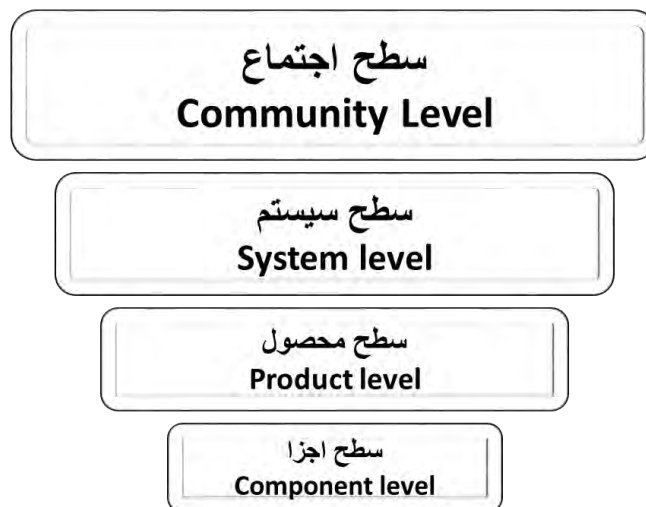 سطح اجتماع
Community Level
سطح سیستم
System level
سطح محصول
Product level
سطح اجزا
Component level